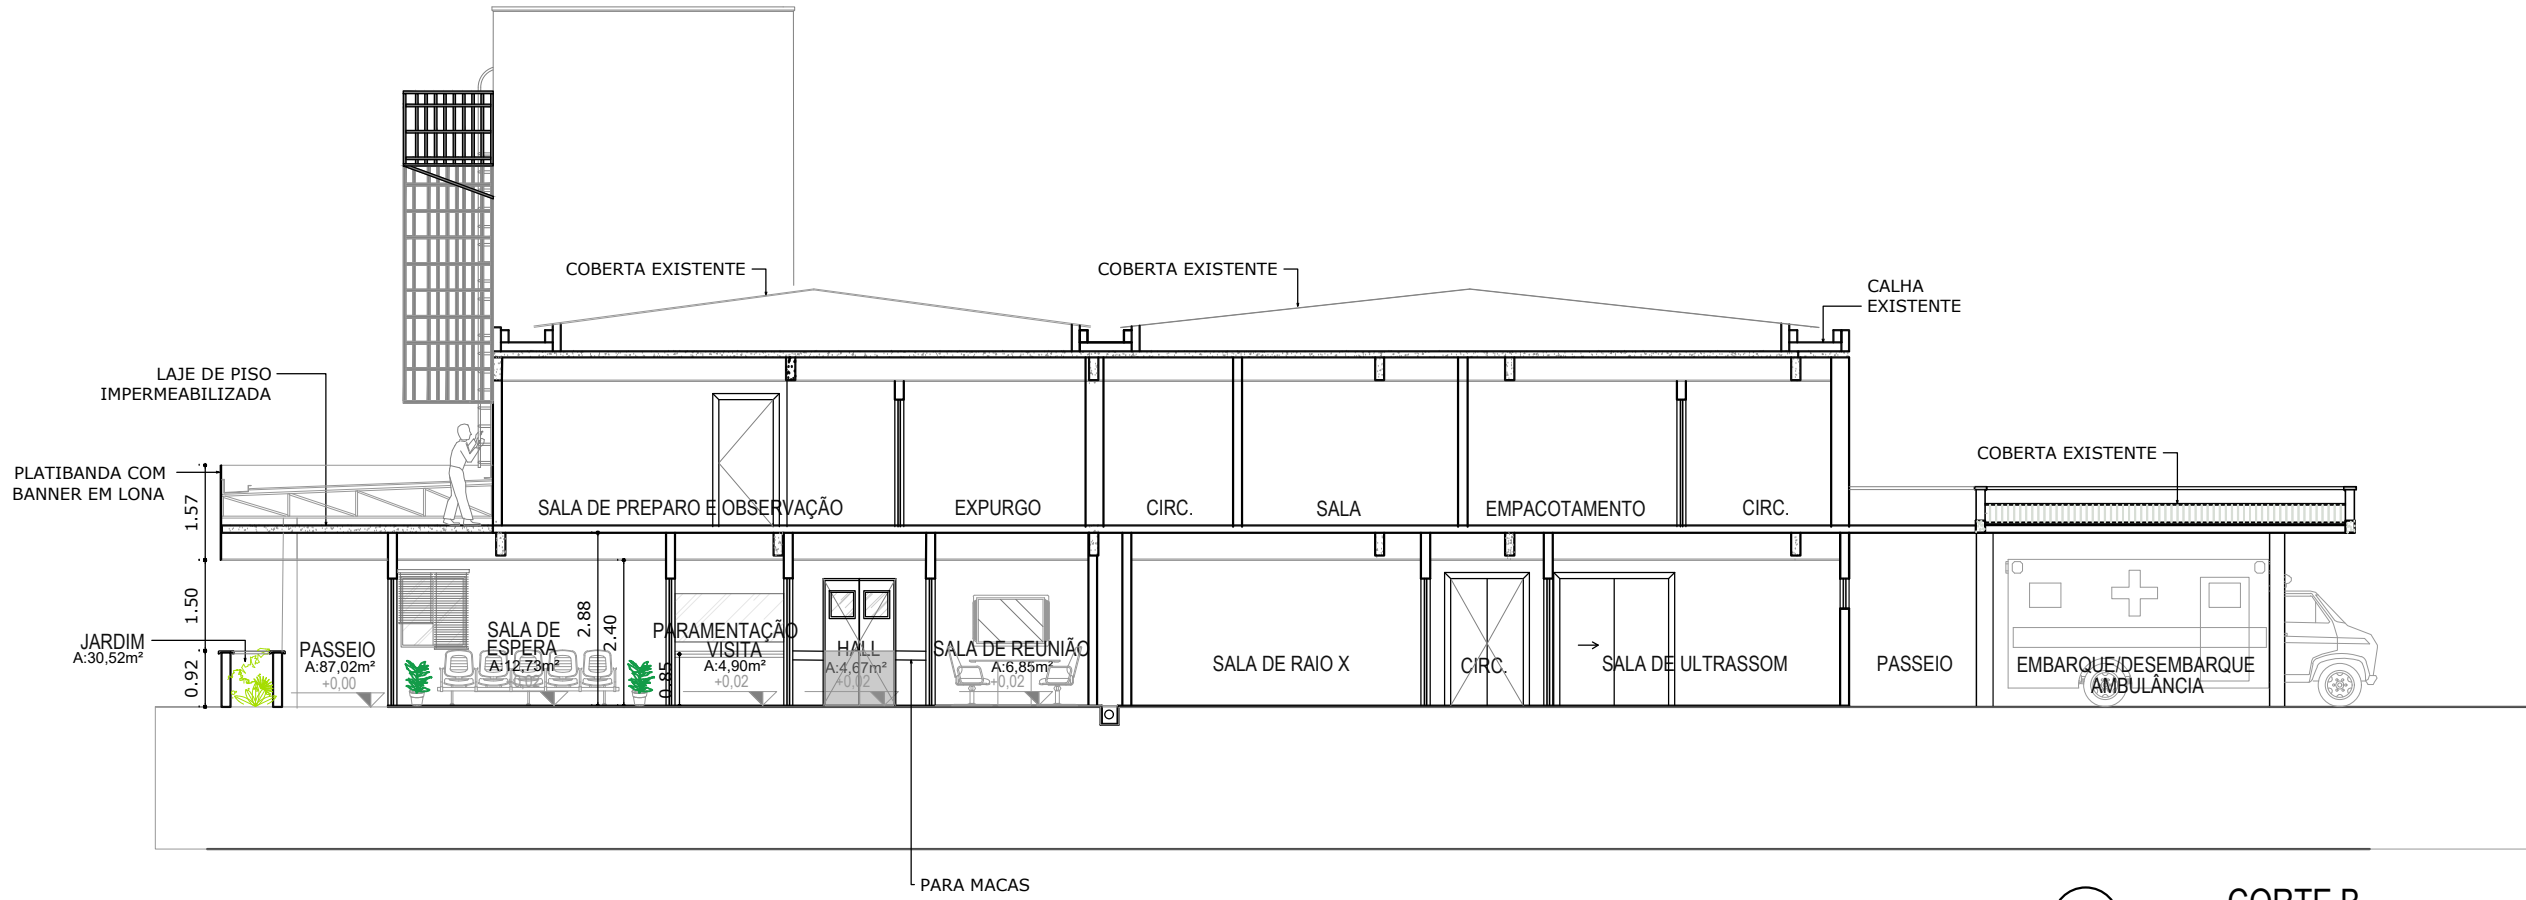 COBERTA EXISTENTE
COBERTA EXISTENTE
CALHA
EXISTENTE
LAJE DE PISO
IMPERMEABILIZADA
PLATIBANDA COM
BANNER EM LONA
COBERTA EXISTENTE
1.57
SALA DE PREPARO E OBSERVAÇÃO
EXPURGO
CIRC.
SALA
EMPACOTAMENTO
CIRC.
1.50
0.92
JARDIM
A:30,52m²
PASSEIO
A:87,02m²
+0,00
SALA DE
ESPERA
A:12,73m²
+0,02
2.88
2.40
0.85
PARAMENTAÇÃO
VISITA
A:4,90m²
+0,02
HALL
A:4,67m²
+0,02
SALA DE REUNIÃO
A:6,85m²
+0,02
SALA DE RAIO X
CIRC.
SALA DE ULTRASSOM
PASSEIO
EMBARQUE/DESEMBARQUE
AMBULÂNCIA
PARA MACAS
CORTE B